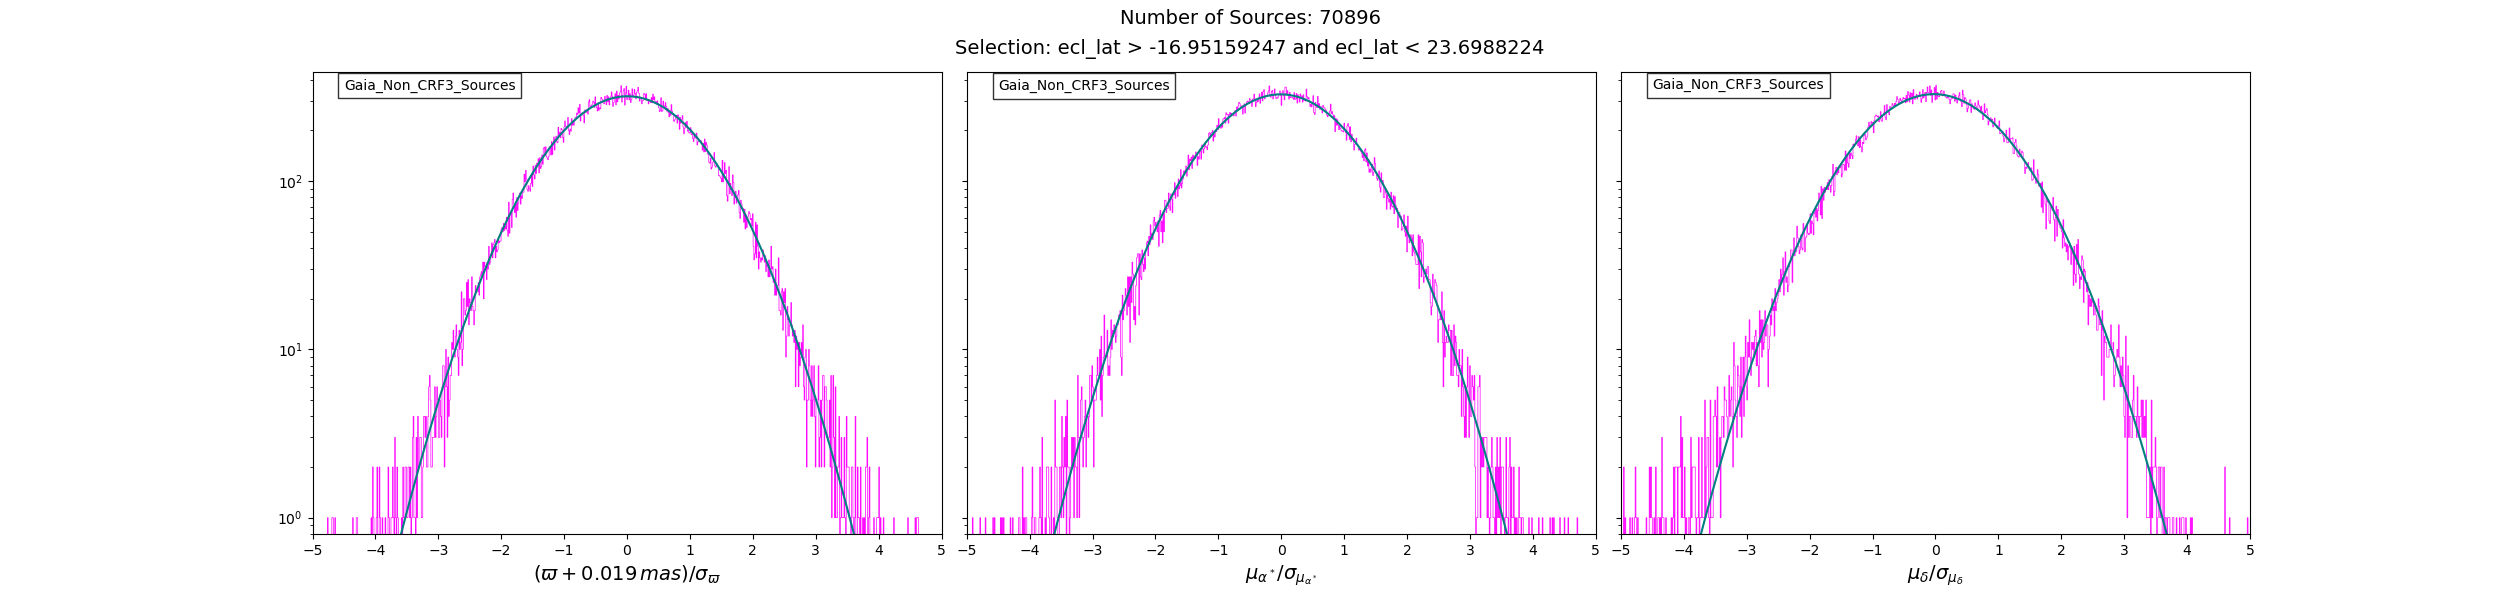 Number of Sources: 70896
Selection: ecl_lat > -16.95159247 and ecl_lat < 23.6988224
Gaia_Non_CRF3_Sources
Gaia_Non_CRF3_Sources
Gaia_Non_CRF3_Sources
10²
10¹
10⁰
−5 −4 −3 −2 −1 0 1 2 3 4 5
−5 −4 −3 −2 −1 0 1 2 3 4 5
−5 −4 −3 −2 −1 0 1 2 3 4 5
(ϖ + 0.019 mas)/σ_ϖ
μ_α*/σ_μ_α*
μ_δ/σ_μ_δ